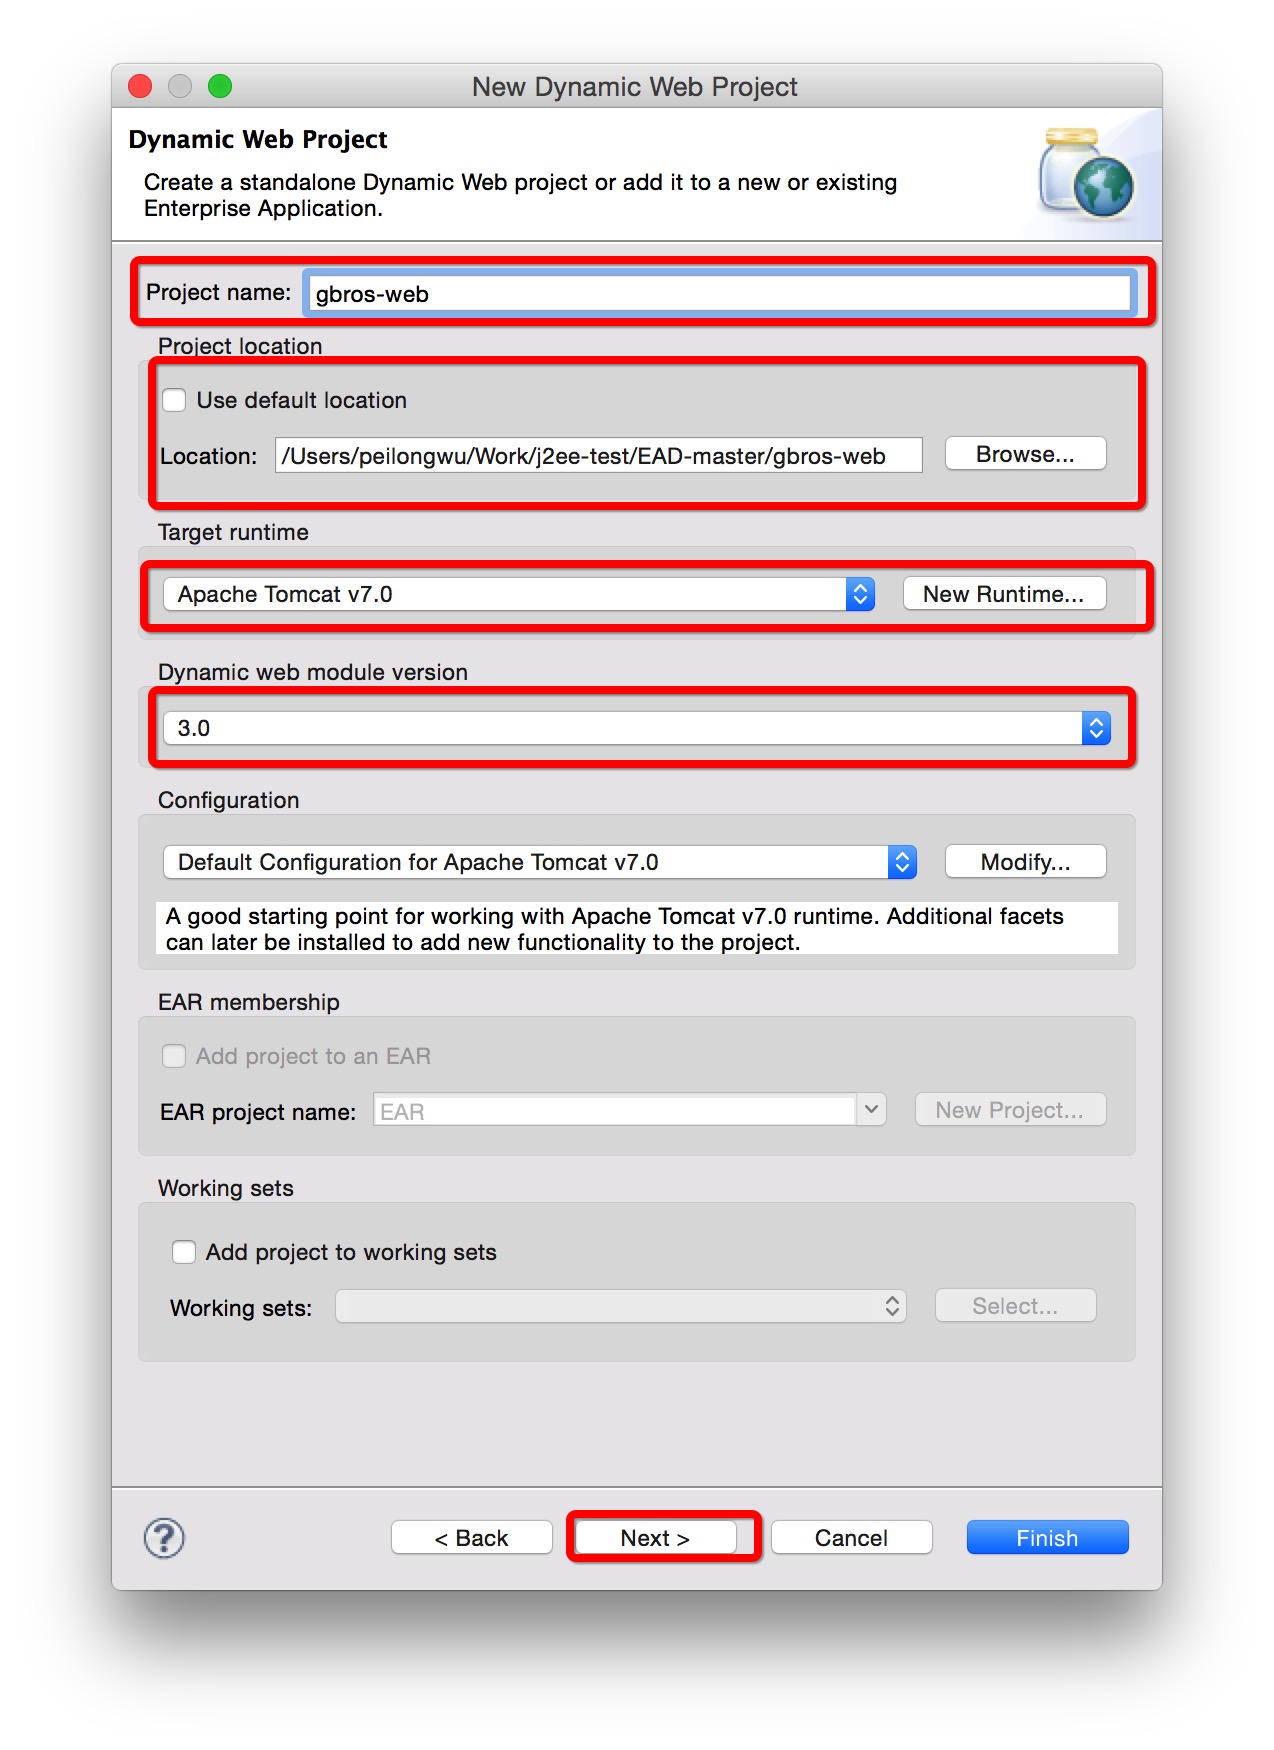 New Dynamic Web Project
Dynamic Web Project
Create a standalone Dynamic Web project or add it to a new or existing
Enterprise Application.
Project name: gbros-web
Project location
Use default location
Location: /Users/peilongwu/Work/j2ee-test/EAD-master/gbros-web Browse...
Target runtime
Apache Tomcat v7.0 New Runtime...
Dynamic web module version
3.0
Configuration
Default Configuration for Apache Tomcat v7.0 Modify...
A good starting point for working with Apache Tomcat v7.0 runtime. Additional facets
can later be installed to add new functionality to the project.
EAR membership
Add project to an EAR
EAR project name: EAR New Project...
Working sets
Add project to working sets
Working sets: Select...
? < Back Next > Cancel Finish